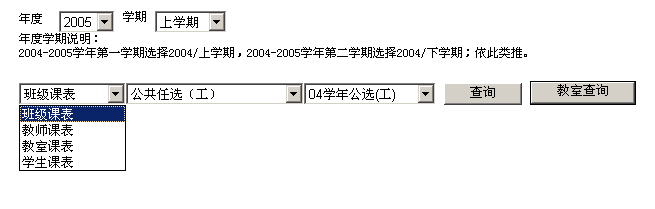 年度 2005 学期 上学期
年度学期说明：
2004-2005学年第一学期选择2004/上学期，2004-2005学年第二学期选择2004/下学期；依此类推。
班级课表 公共任选（工） 04学年公选(工) 查询 教室查询
班级课表
教师课表
教室课表
学生课表